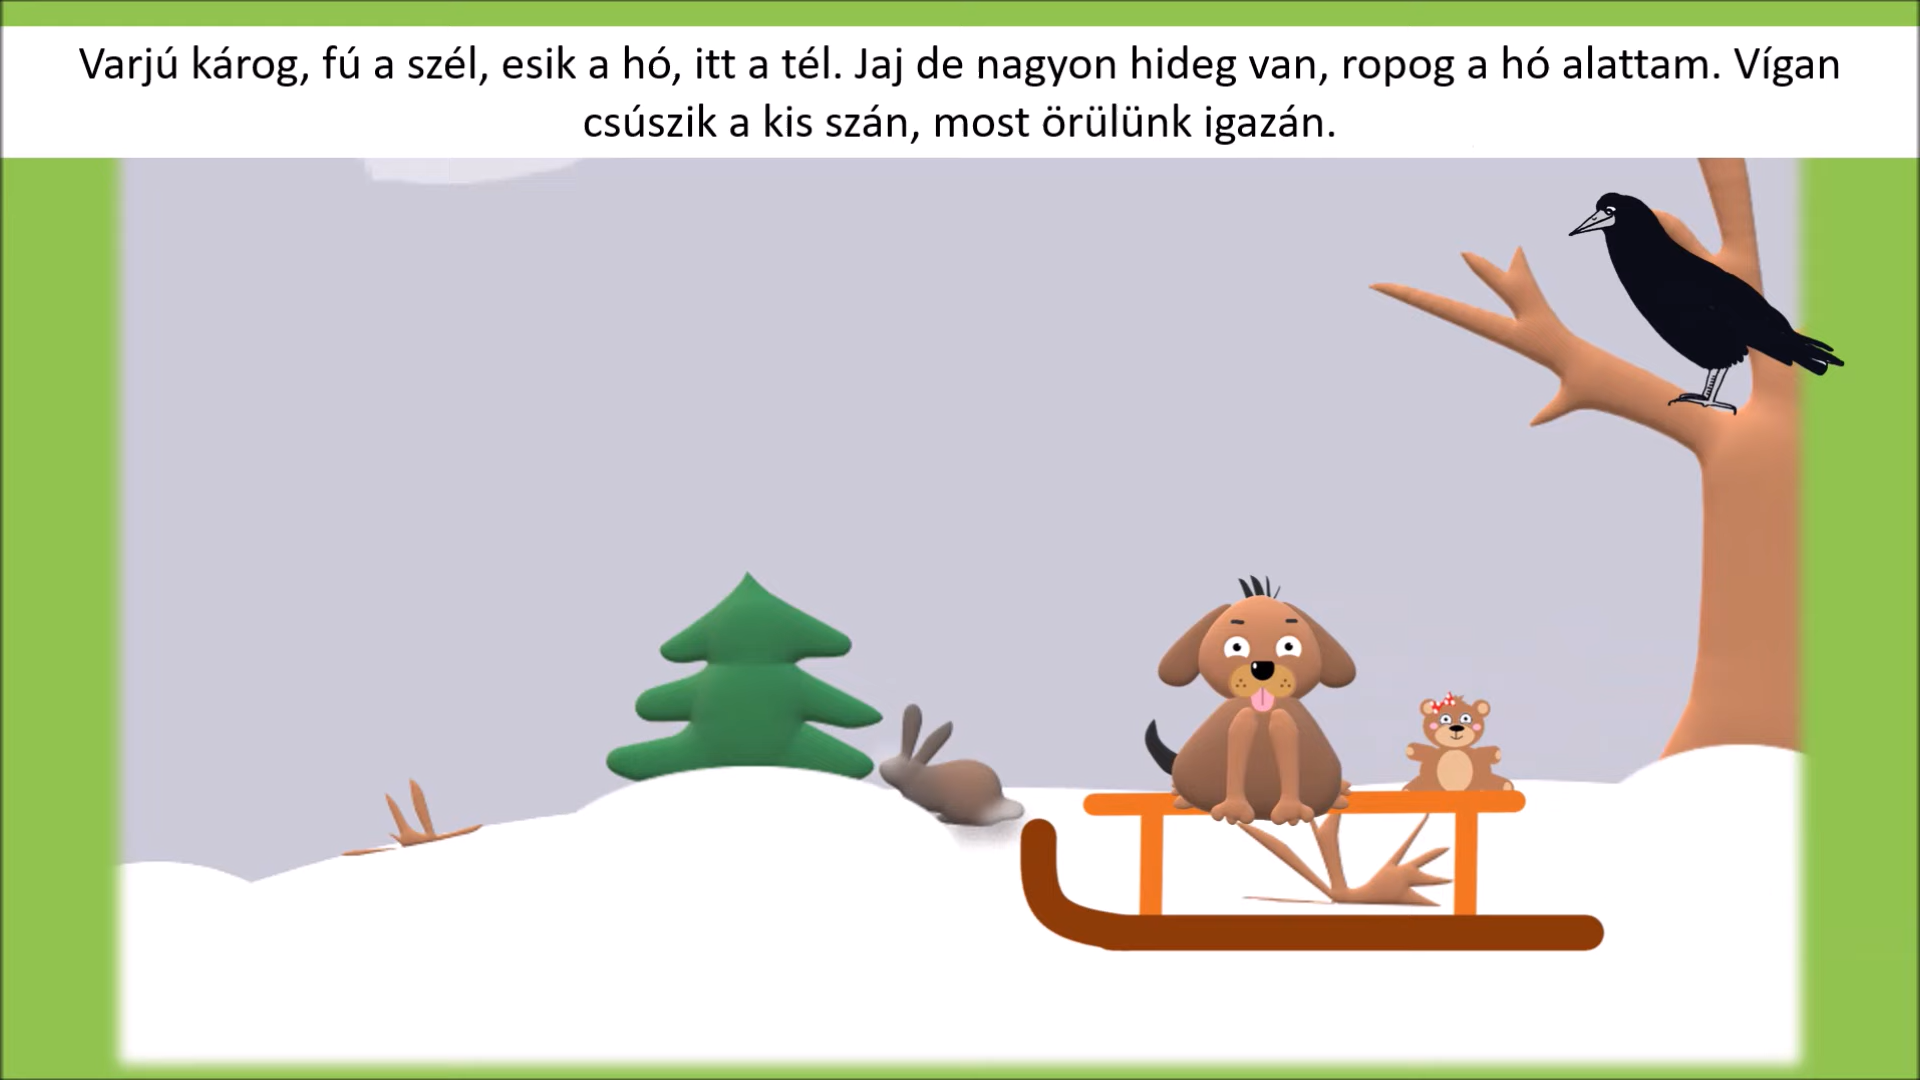 Varjú károg, fú a szél, esik a hó, itt a tél. Jaj de nagyon hideg van, ropog a hó alattam. Vígan
csúszik a kis szán, most örülünk igazán.